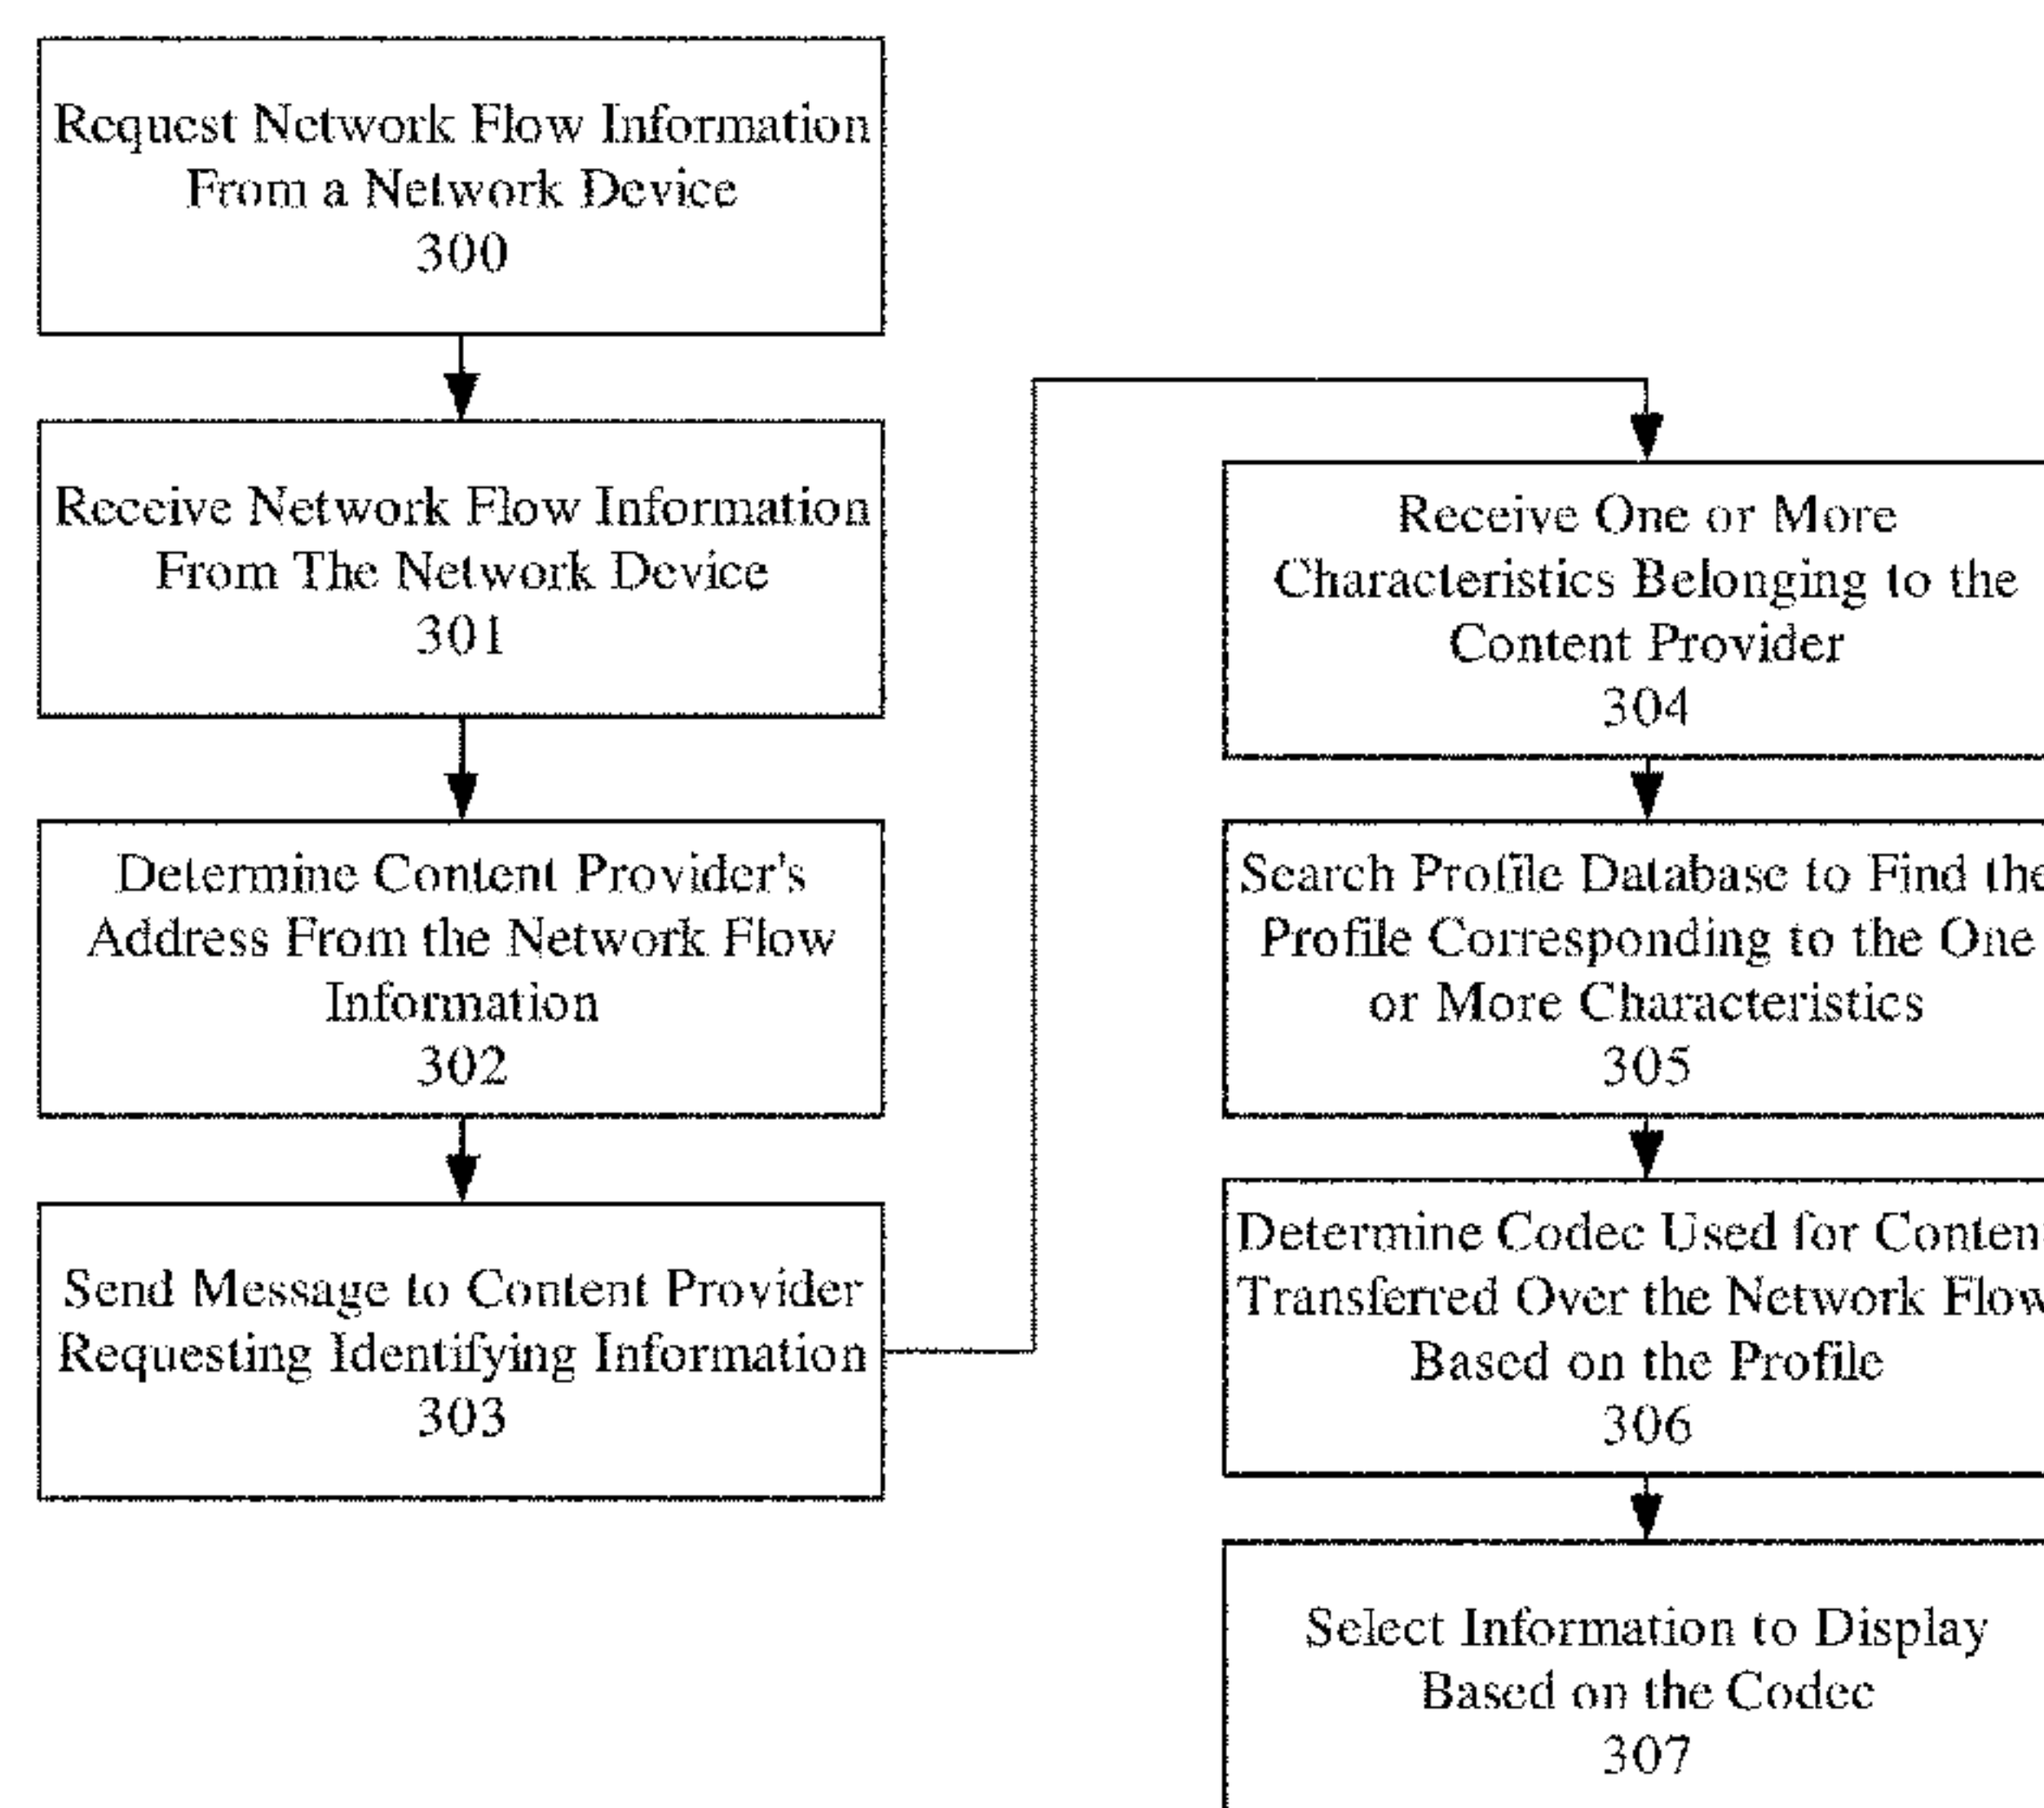 Request Network Flow Information
From a Network Device
300
Receive Network Flow Information
From The Network Device
301
Determine Content Provider's
Address From the Network Flow
Information
302
Send Message to Content Provider
Requesting Identifying Information
303
Receive One or More
Characteristics Belonging to the
Content Provider
304
Search Profile Database to Find the
Profile Corresponding to the One
or More Characteristics
305
Determine Codec Used for Content
Transferred Over the Network Flow
Based on the Profile
306
Select Information to Display
Based on the Codec
307